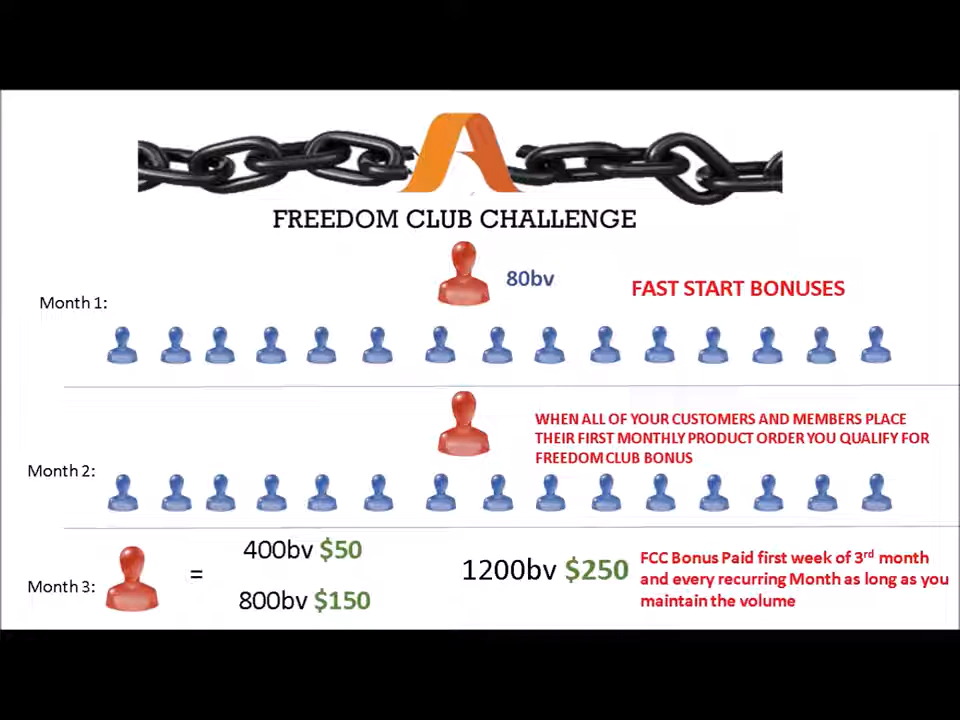 FREEDOM CLUB CHALLENGE
80bv
FAST START BONUSES
Month 1:
WHEN ALL OF YOUR CUSTOMERS AND MEMBERS PLACE
THEIR FIRST MONTHLY PRODUCT ORDER YOU QUALIFY FOR
FREEDOM CLUB BONUS
Month 2:
Month 3:
=
400bv $50
800bv $150
1200bv $250
FCC Bonus Paid first week of 3rd month
and every recurring Month as long as you
maintain the volume